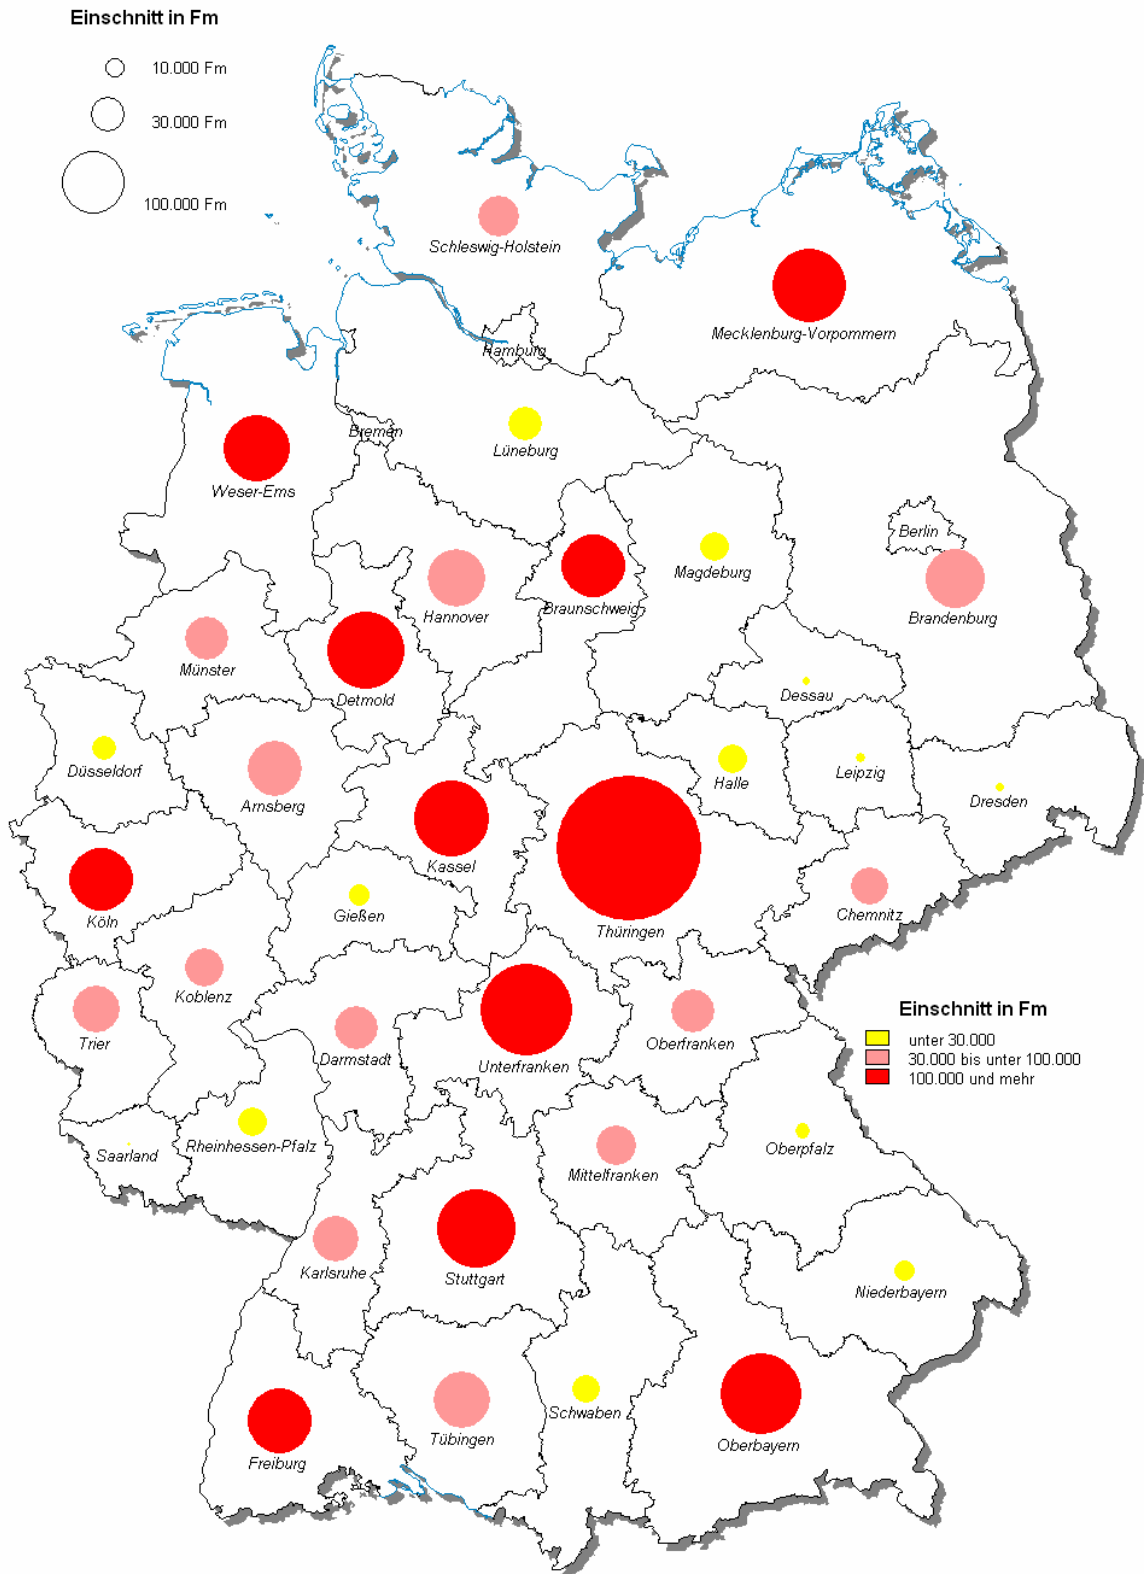 Einschnitt in Fm
10.000 Fm
30.000 Fm
100.000 Fm
Schleswig-Holstein
Mecklenburg-Vorpommern
Hamburg
Bremen
Lüneburg
Weser-Ems
Berlin
Magdeburg
Braunschweig
Hannover
Brandenburg
Münster
Detmold
Dessau
Düsseldorf
Arnsberg
Halle
Leipzig
Dresden
Kassel
Köln
Gießen
Thüringen
Chemnitz
Koblenz
Trier
Darmstadt
Unterfranken
Oberfranken
Einschnitt in Fm
unter 30.000
30.000 bis unter 100.000
100.000 und mehr
Saarland
Rheinhessen-Pfalz
Mittelfranken
Oberpfalz
Karlsruhe
Stuttgart
Niederbayern
Schwaben
Tübingen
Oberbayern
Freiburg